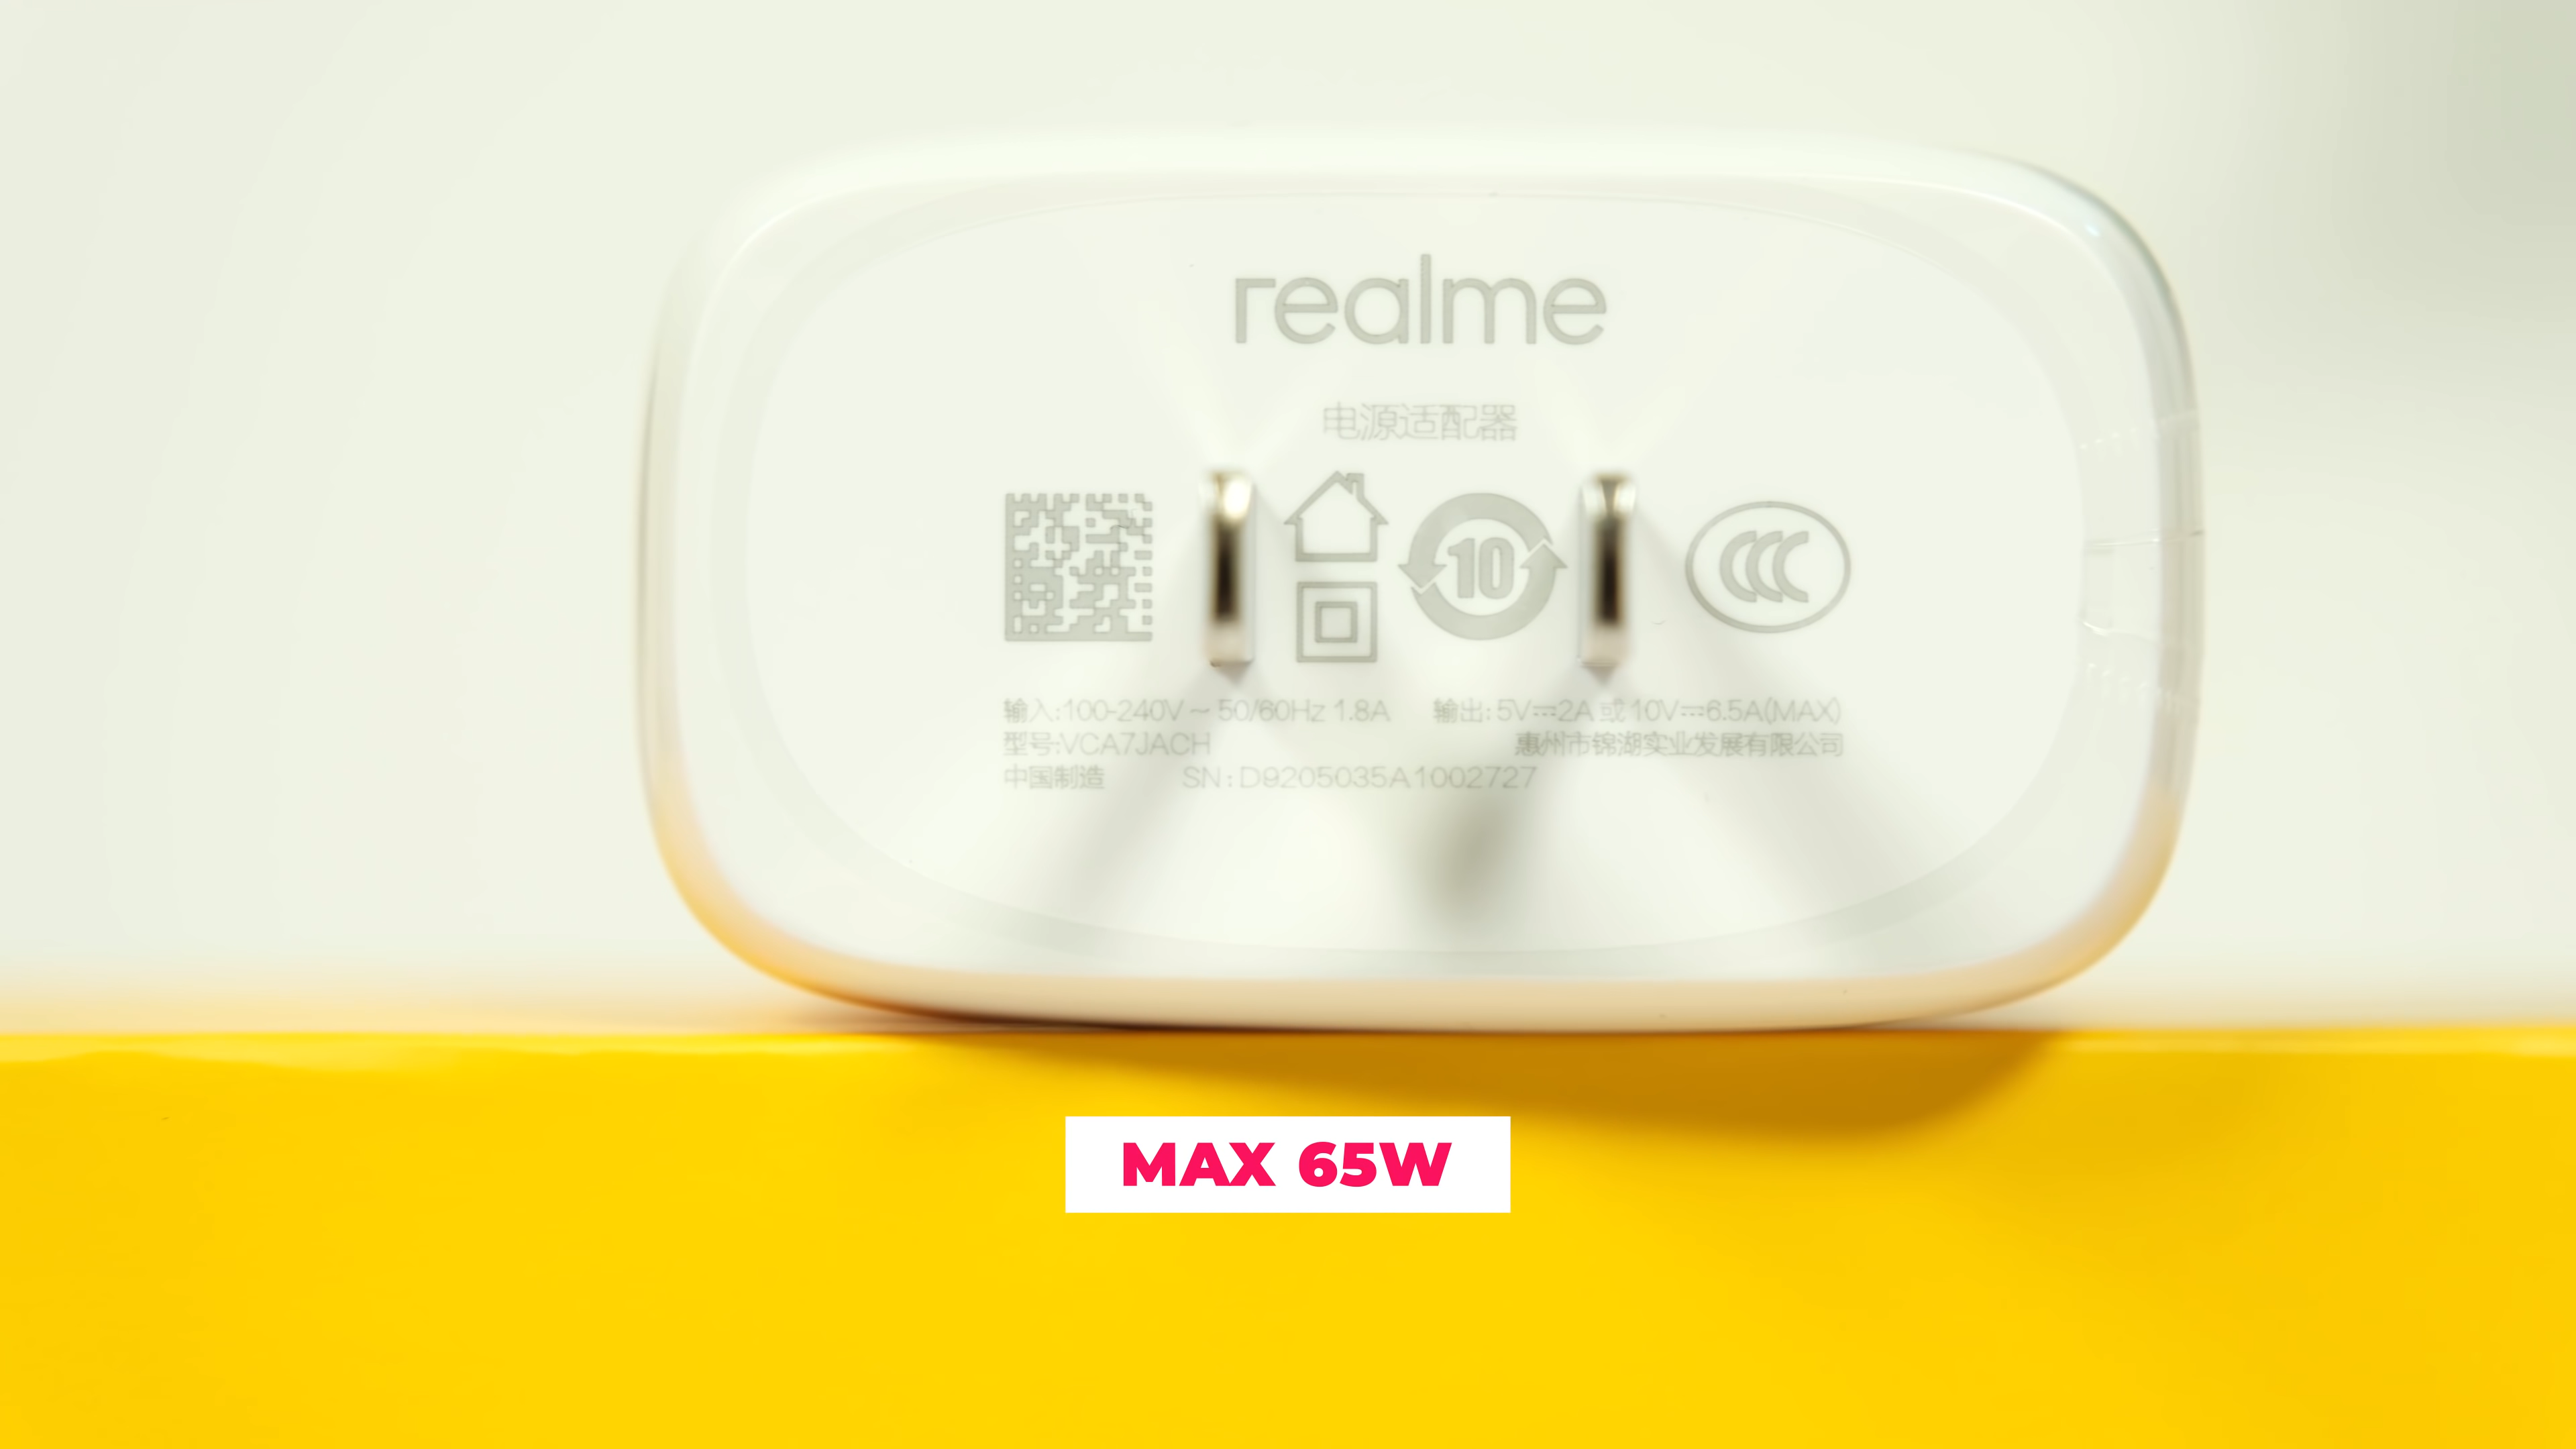 realme
电源适配器
10
CCC
输入:100-240V~50/60Hz 1.8A 输出:5V⎓2A 或 10V⎓6.5A(MAX)
型号:VCA7JACH 惠州市锦湖实业发展有限公司
中国制造 SN:D9205035A1002727
MAX 65W